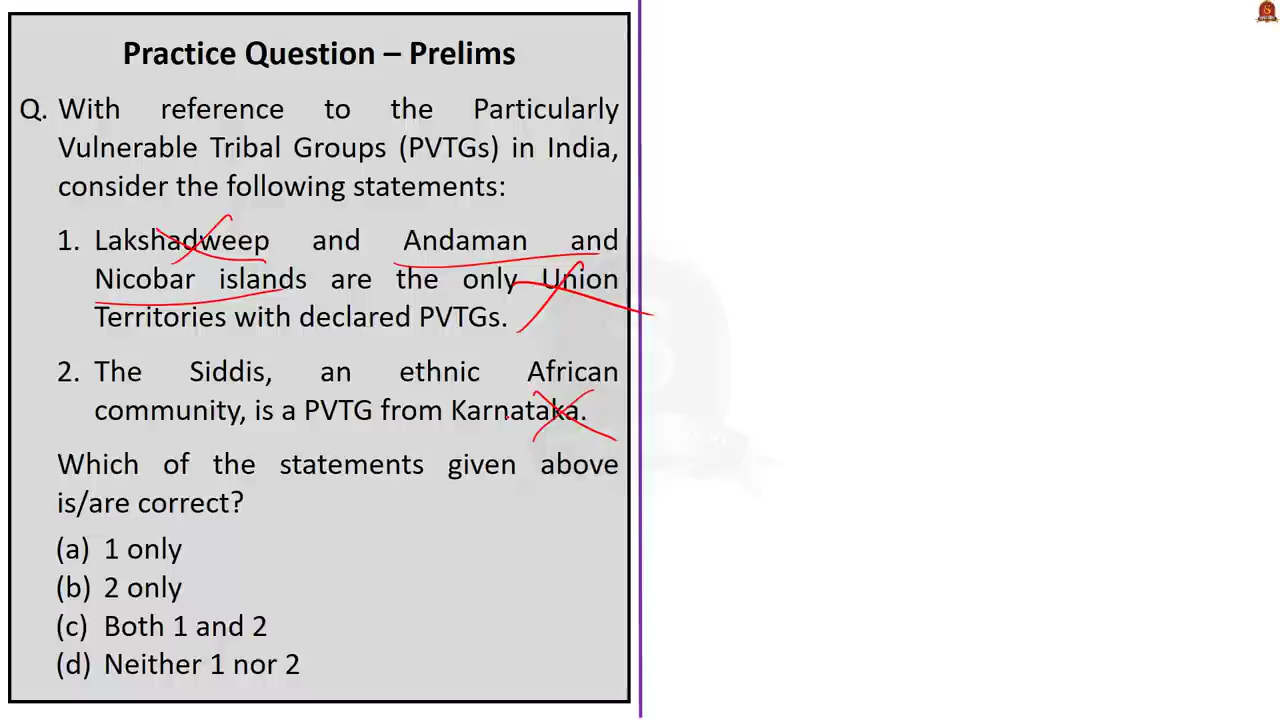 Practice Question – Prelims
Q. With reference to the Particularly
Vulnerable Tribal Groups (PVTGs) in India,
consider the following statements:
1. Lakshadweep and Andaman and
Nicobar islands are the only Union
Territories with declared PVTGs.
2. The Siddis, an ethnic African
community, is a PVTG from Karnataka.
Which of the statements given above
is/are correct?
(a) 1 only
(b) 2 only
(c) Both 1 and 2
(d) Neither 1 nor 2